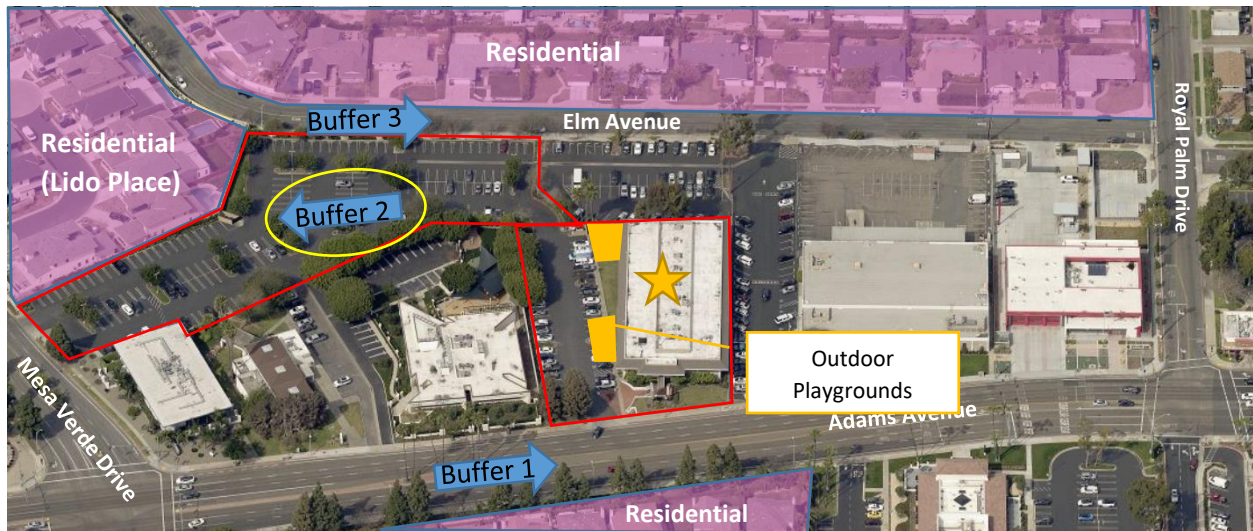 Residential
Buffer 3
Elm Avenue
Royal Palm Drive
Residential
(Lido Place)
Buffer 2
Outdoor
Playgrounds
Mesa Verde Drive
Adams Avenue
Buffer 1
Residential